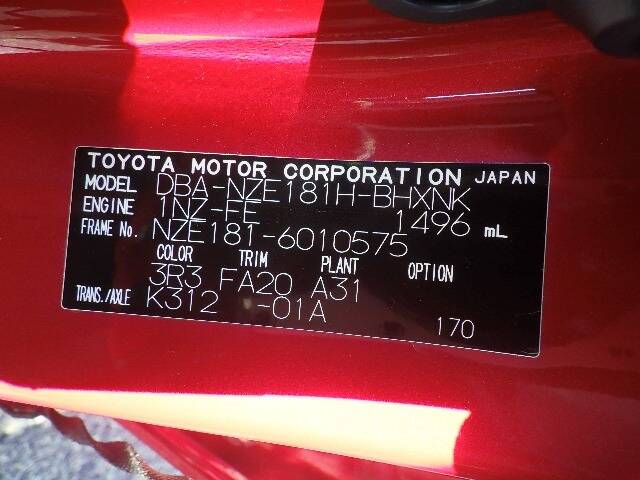 TOYOTA MOTOR CORPORATION JAPAN
MODEL DBA-NZE181H-BHXNK
ENGINE 1NZ-FE 1496 mL
FRAME No. NZE181-6010575
COLOR TRIM PLANT OPTION
3R3 FA20 A31
TRANS./AXLE K312 -01A
170